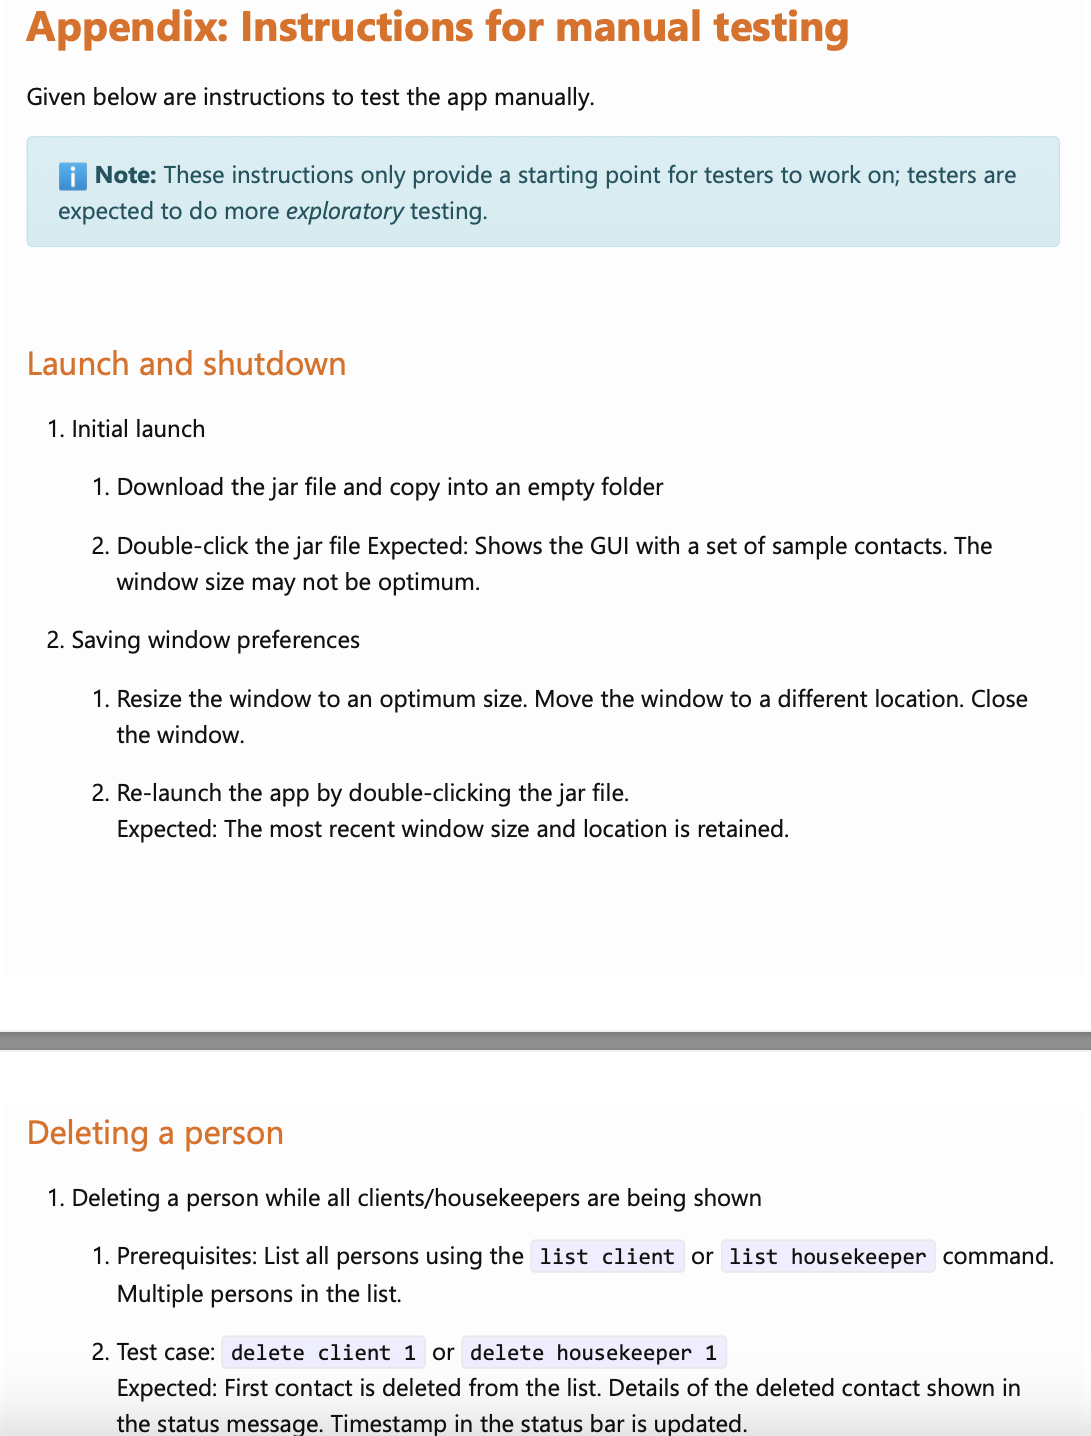 Appendix: Instructions for manual testing
Given below are instructions to test the app manually.
ℹ️ Note: These instructions only provide a starting point for testers to work on; testers are
expected to do more exploratory testing.
Launch and shutdown
1. Initial launch
1. Download the jar file and copy into an empty folder
2. Double-click the jar file Expected: Shows the GUI with a set of sample contacts. The
window size may not be optimum.
2. Saving window preferences
1. Resize the window to an optimum size. Move the window to a different location. Close
the window.
2. Re-launch the app by double-clicking the jar file.
Expected: The most recent window size and location is retained.
Deleting a person
1. Deleting a person while all clients/housekeepers are being shown
1. Prerequisites: List all persons using the list client or list housekeeper command.
Multiple persons in the list.
2. Test case: delete client 1 or delete housekeeper 1
Expected: First contact is deleted from the list. Details of the deleted contact shown in
the status message. Timestamp in the status bar is updated.